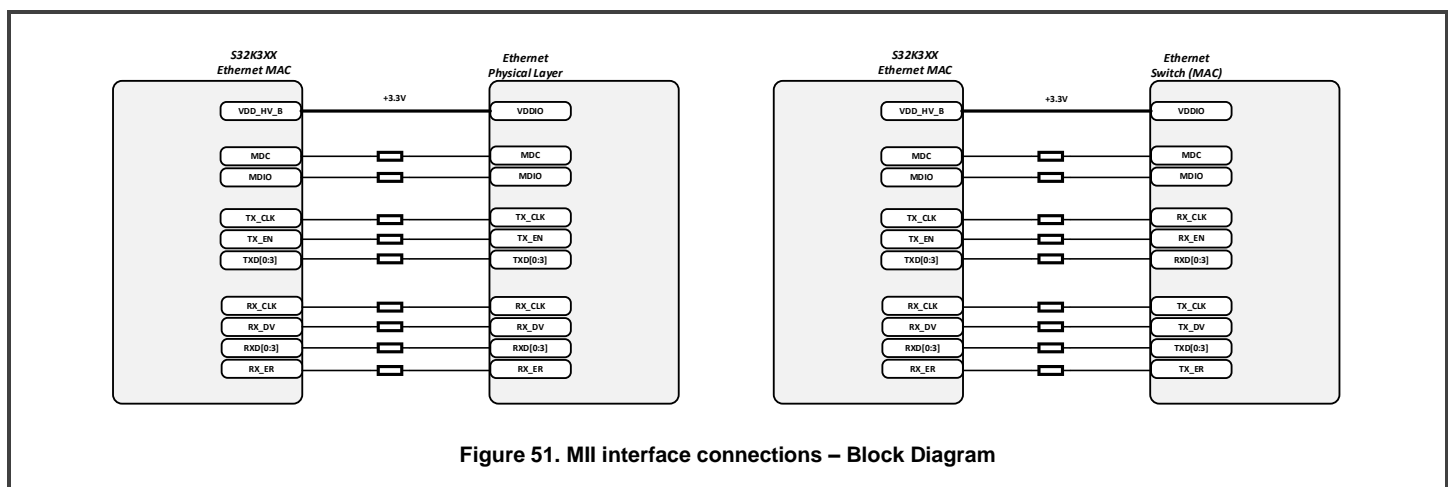 S32K3XX
Ethernet MAC
Ethernet
Physical Layer
+3.3V
VDD_HV_B
VDDIO
MDC
MDC
MDIO
MDIO
TX_CLK
TX_CLK
TX_EN
TX_EN
TXD[0:3]
TXD[0:3]
RX_CLK
RX_CLK
RX_DV
RX_DV
RXD[0:3]
RXD[0:3]
RX_ER
RX_ER
S32K3XX
Ethernet MAC
Ethernet
Switch (MAC)
+3.3V
VDD_HV_B
VDDIO
MDC
MDC
MDIO
MDIO
TX_CLK
RX_CLK
TX_EN
RX_EN
TXD[0:3]
RXD[0:3]
RX_CLK
TX_CLK
RX_DV
TX_DV
RXD[0:3]
TXD[0:3]
RX_ER
TX_ER
Figure 51. MII interface connections – Block Diagram